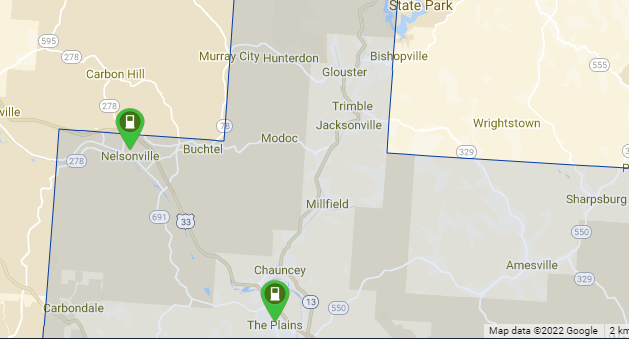 State Park
595
278
Murray City
Hunterdon
Bishopville
555
Carbon Hill
Glouster
278
Trimble
ville
78
Jacksonville
Wrightstown
Modoc
Buchtel
Nelsonville
278
329
P
Sharpsburg
691
33
Millfield
550
Amesville
Chauncey
329
13
550
Carbondale
The Plains
Map data ©2022 Google
2 km